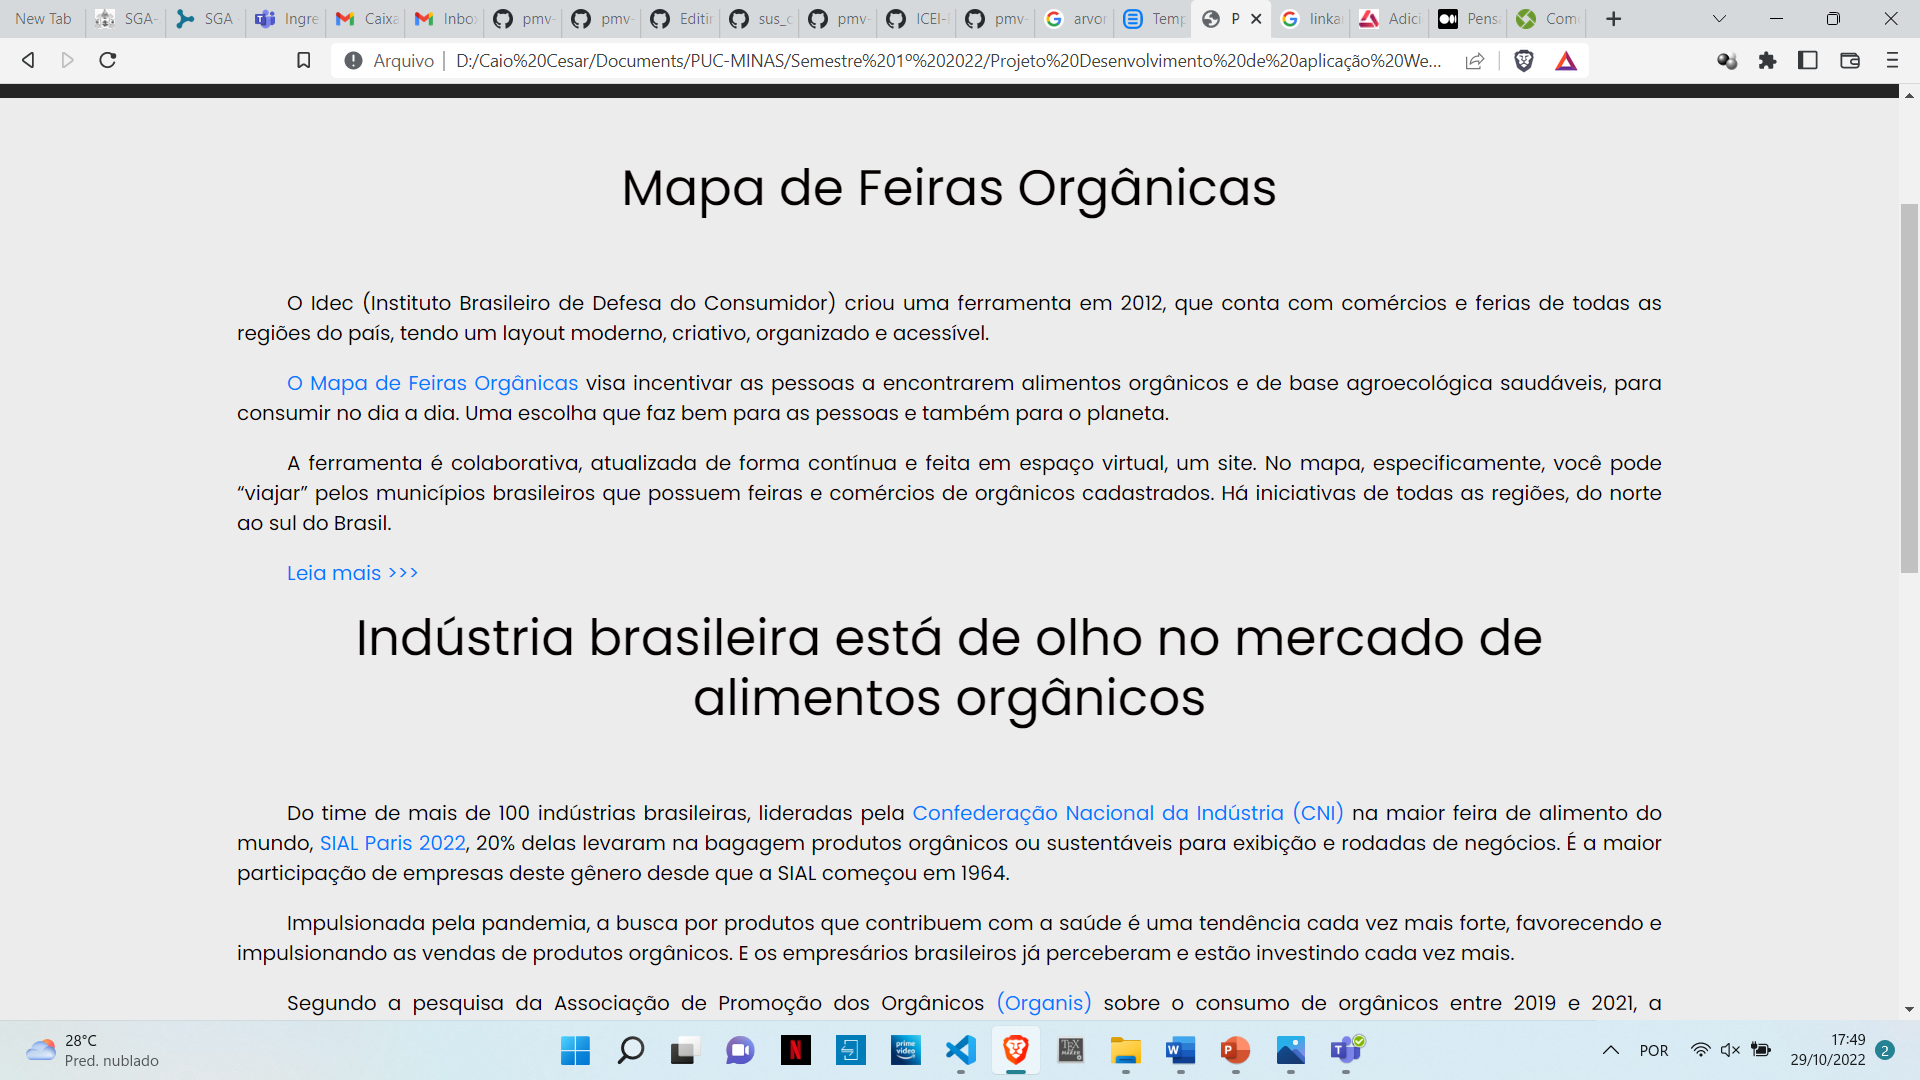 New Tab
SGA-
SGA
Ingre
Caixa
Inbo
pmv-
pmv-
Editin
sus_c
pmv-
ICEI-
pmv-
arvor
Temp
P
linka
Adici
Pens
Com
Arquivo
D:/Caio%20Cesar/Documents/PUC-MINAS/Semestre%201º%202022/Projeto%20Desenvolvimento%20de%20aplicação%20We...
Mapa de Feiras Orgânicas
O Idec (Instituto Brasileiro de Defesa do Consumidor) criou uma ferramenta em 2012, que conta com comércios e ferias de todas as
regiões do país, tendo um layout moderno, criativo, organizado e acessível.
O Mapa de Feiras Orgânicas visa incentivar as pessoas a encontrarem alimentos orgânicos e de base agroecológica saudáveis, para
consumir no dia a dia. Uma escolha que faz bem para as pessoas e também para o planeta.
A ferramenta é colaborativa, atualizada de forma contínua e feita em espaço virtual, um site. No mapa, especificamente, você pode
“viajar” pelos municípios brasileiros que possuem feiras e comércios de orgânicos cadastrados. Há iniciativas de todas as regiões, do norte
ao sul do Brasil.
Leia mais >>>
Indústria brasileira está de olho no mercado de
alimentos orgânicos
Do time de mais de 100 indústrias brasileiras, lideradas pela Confederação Nacional da Indústria (CNI) na maior feira de alimento do
mundo, SIAL Paris 2022, 20% delas levaram na bagagem produtos orgânicos ou sustentáveis para exibição e rodadas de negócios. É a maior
participação de empresas deste gênero desde que a SIAL começou em 1964.
Impulsionada pela pandemia, a busca por produtos que contribuem com a saúde é uma tendência cada vez mais forte, favorecendo e
impulsionando as vendas de produtos orgânicos. E os empresários brasileiros já perceberam e estão investindo cada vez mais.
Segundo a pesquisa da Associação de Promoção dos Orgânicos (Organis) sobre o consumo de orgânicos entre 2019 e 2021, a
28°C
Pred. nublado
prime video
POR
17:49
29/10/2022
2